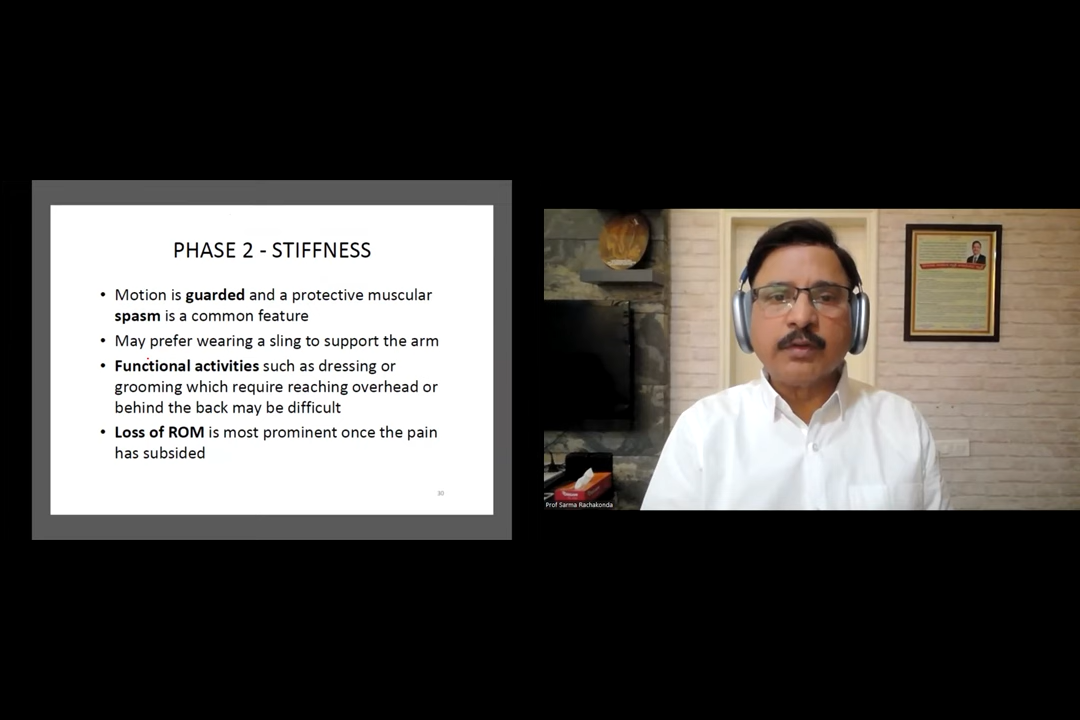 PHASE 2 - STIFFNESS
• Motion is guarded and a protective muscular
spasm is a common feature
• May prefer wearing a sling to support the arm
• Functional activities such as dressing or
grooming which require reaching overhead or
behind the back may be difficult
• Loss of ROM is most prominent once the pain
has subsided
30
Prof Sarma Rachakonda